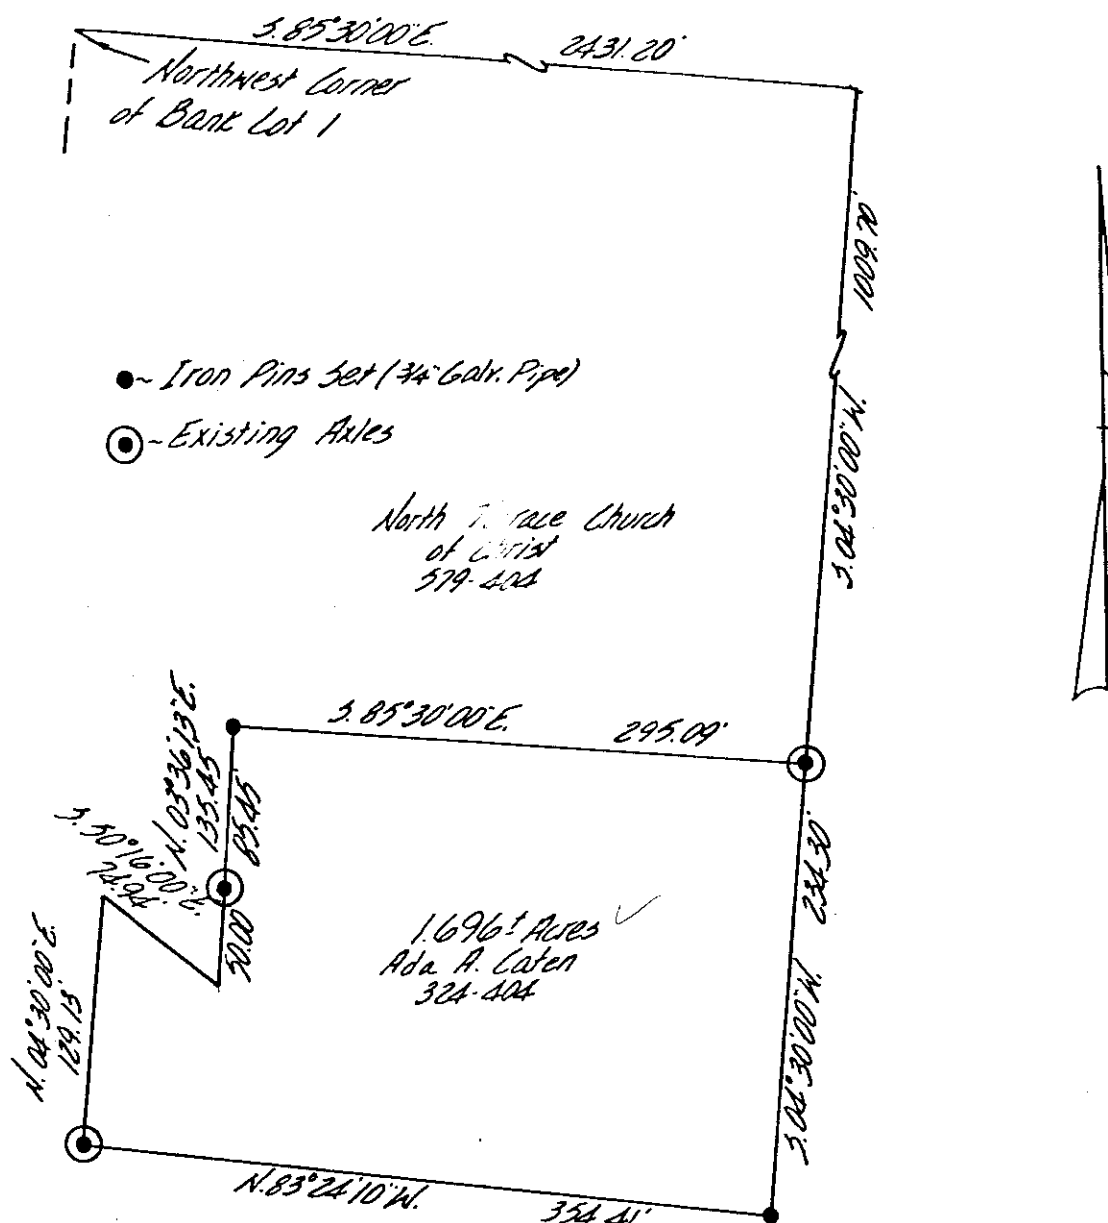 S.85°30'00"E. 2431.20'
Northwest Corner
of Bank Lot 1
1009.70'
S.04°30'00"W.
● ~ Iron Pins Set (3/4" Galv. Pipe)
~ Existing Axles
North Church
of Christ
579-404
S.85°30'00"E. 295.09'
N.03°36'13"E.
135.45'
85.45'
S.50°16'00"E.
74.94'
50.00'
N.04°30'00"E.
129.13'
1.696± Acres
Ada A. Caten
324-404
234.30'
S.04°30'00"W.
N.83°24'10"W. 354.41'